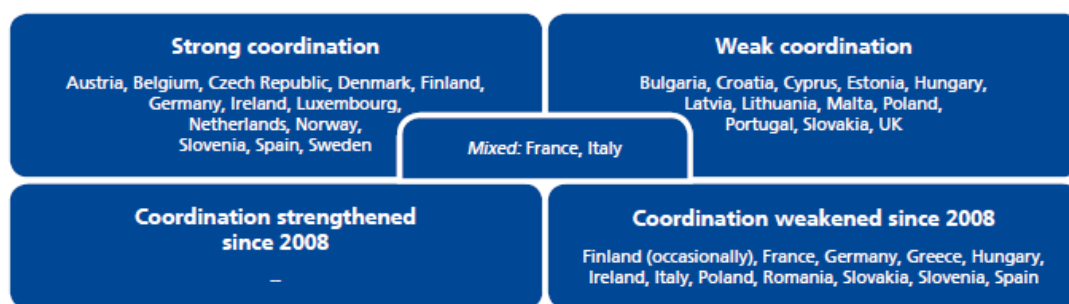 Strong coordination
Austria, Belgium, Czech Republic, Denmark, Finland,
Germany, Ireland, Luxembourg,
Netherlands, Norway,
Slovenia, Spain, Sweden
Weak coordination
Bulgaria, Croatia, Cyprus, Estonia, Hungary,
Latvia, Lithuania, Malta, Poland,
Portugal, Slovakia, UK
Mixed: France, Italy
Coordination strengthened
since 2008
–
Coordination weakened since 2008
Finland (occasionally), France, Germany, Greece, Hungary,
Ireland, Italy, Poland, Romania, Slovakia, Slovenia, Spain